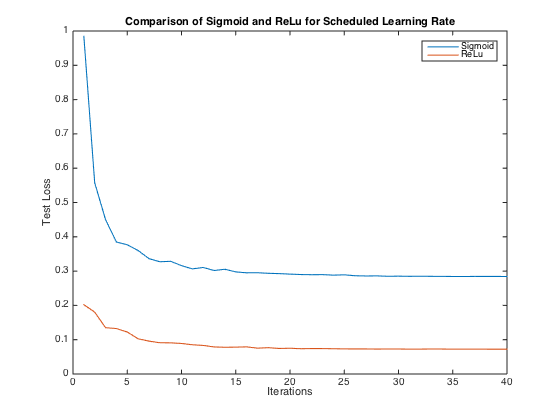 Comparison of Sigmoid and ReLu for Scheduled Learning Rate
Sigmoid
ReLu
1
0.9
0.8
0.7
0.6
0.5
0.4
0.3
0.2
0.1
0
Test Loss
0 5 10 15 20 25 30 35 40
Iterations